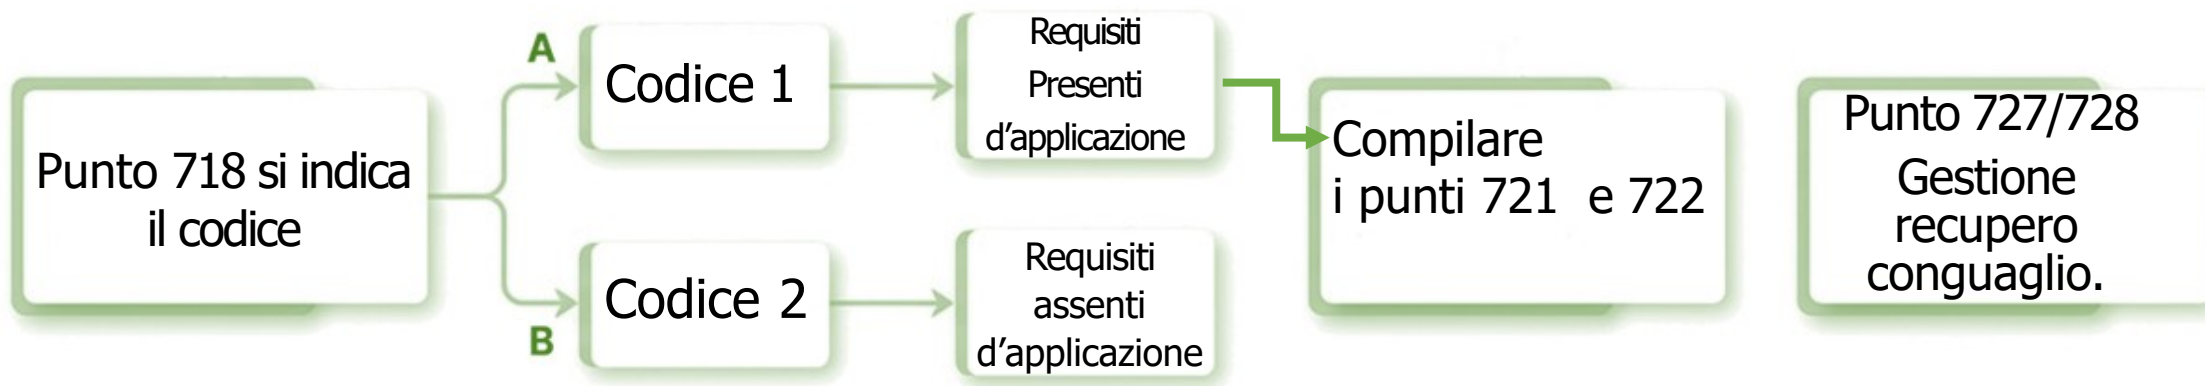 Punto 718 si indica
il codice
A
Codice 1
Requisiti
Presenti
d’applicazione
B
Codice 2
Requisiti
assenti
d’applicazione
Compilare
i punti 721 e 722
Punto 727/728
Gestione
recupero
conguaglio.